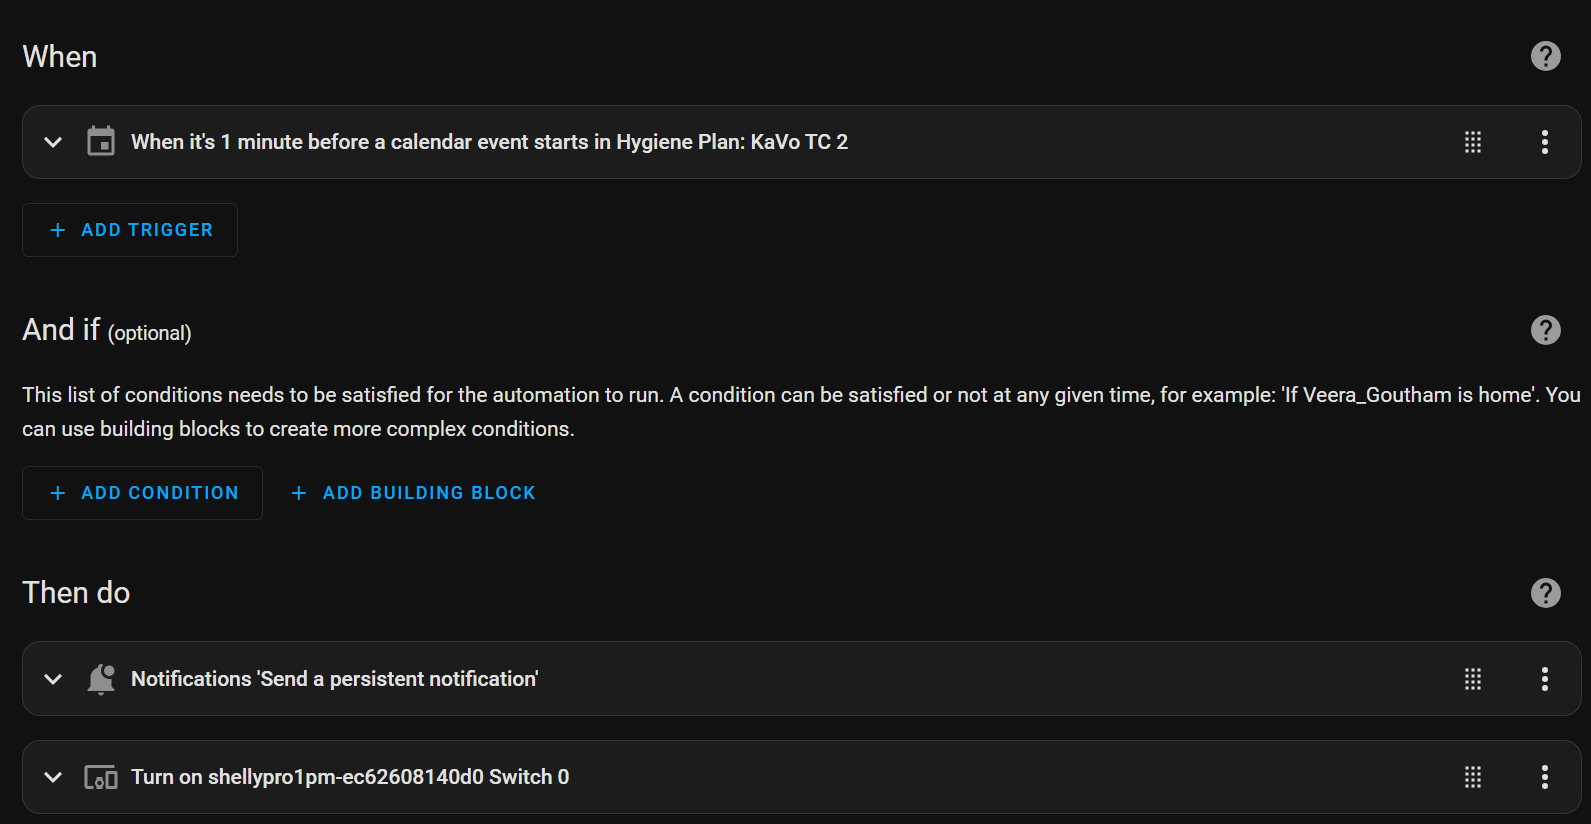 When
When it's 1 minute before a calendar event starts in Hygiene Plan: KaVo TC 2
+ ADD TRIGGER
And if (optional)
This list of conditions needs to be satisfied for the automation to run. A condition can be satisfied or not at any given time, for example: 'If Veera_Goutham is home'. You
can use building blocks to create more complex conditions.
+ ADD CONDITION + ADD BUILDING BLOCK
Then do
Notifications 'Send a persistent notification'
Turn on shellypro1pm-ec62608140d0 Switch 0